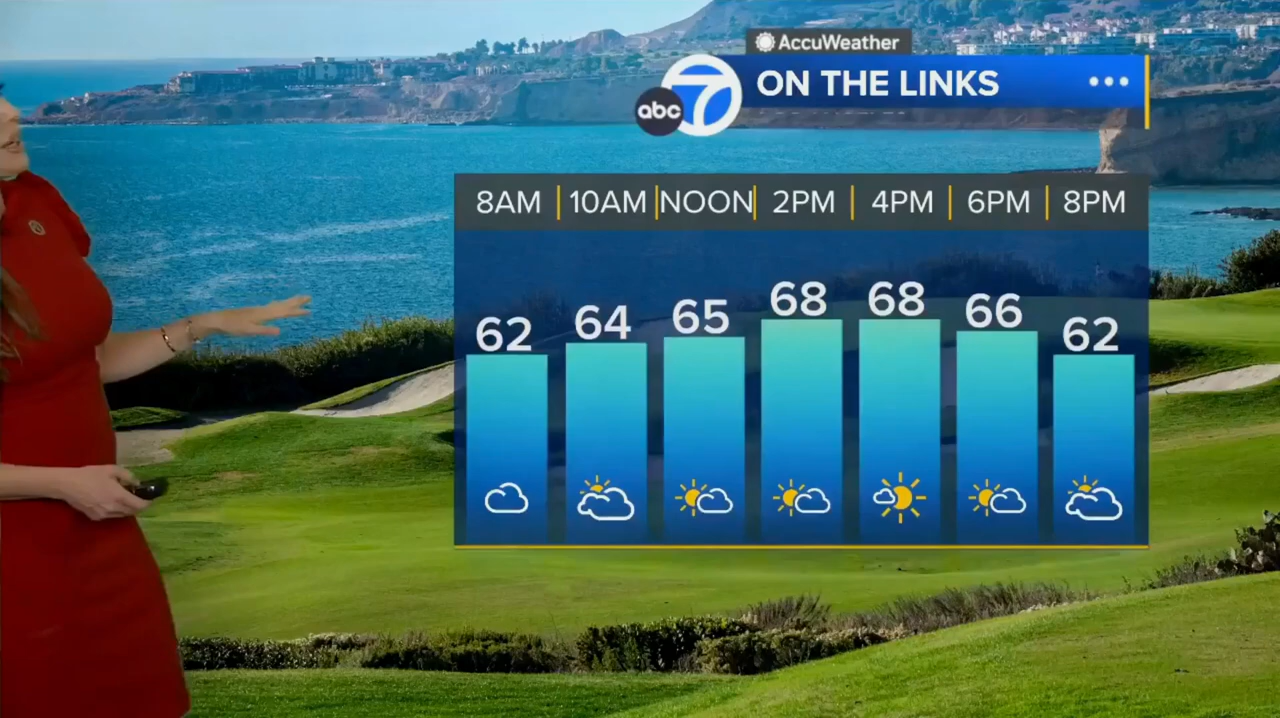 AccuWeather
abc 7 ON THE LINKS
8AM 10AM NOON 2PM 4PM 6PM 8PM
62 64 65 68 68 66 62